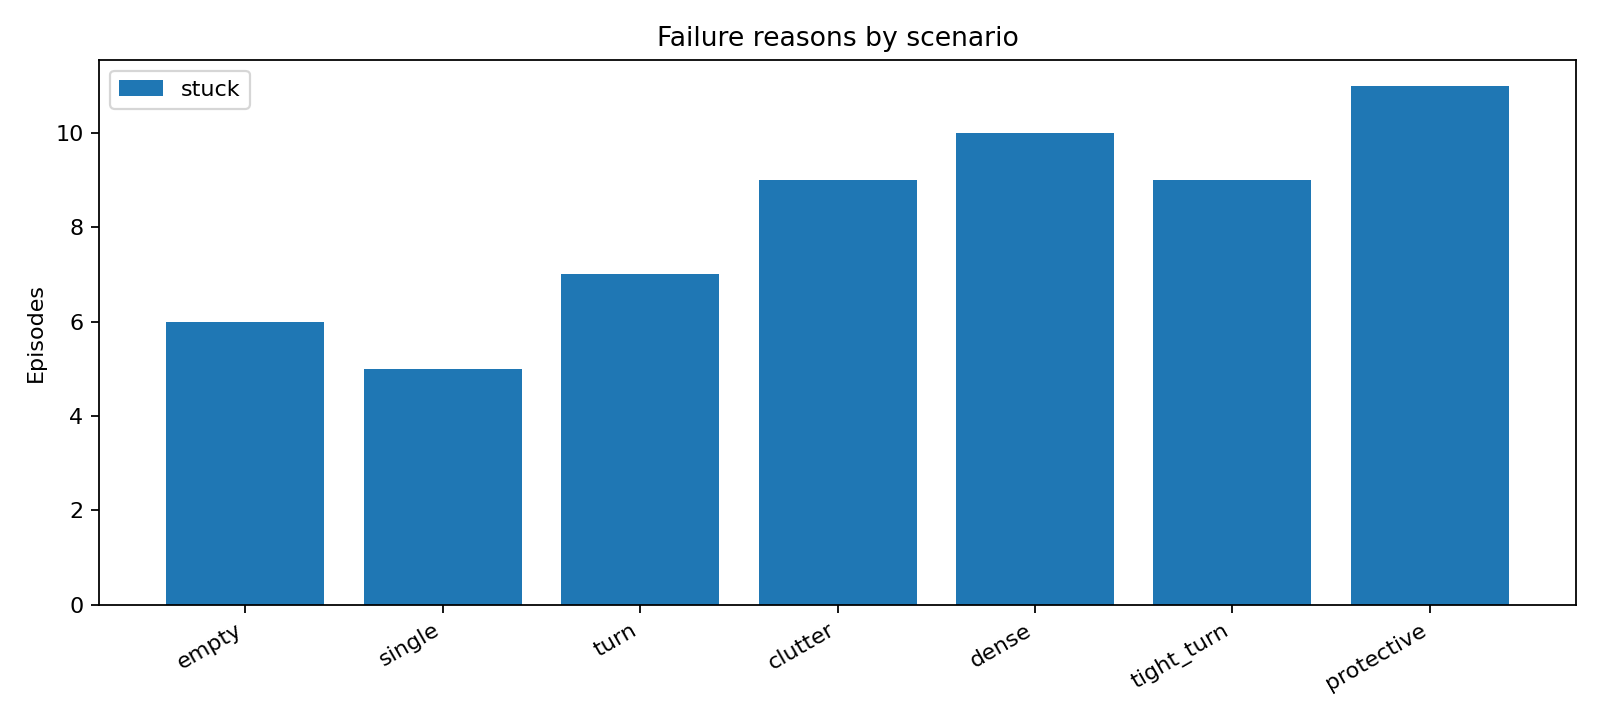 Failure reasons by scenario
stuck
Episodes
10
8
6
4
2
0
empty
single
turn
clutter
dense
tight_turn
protective